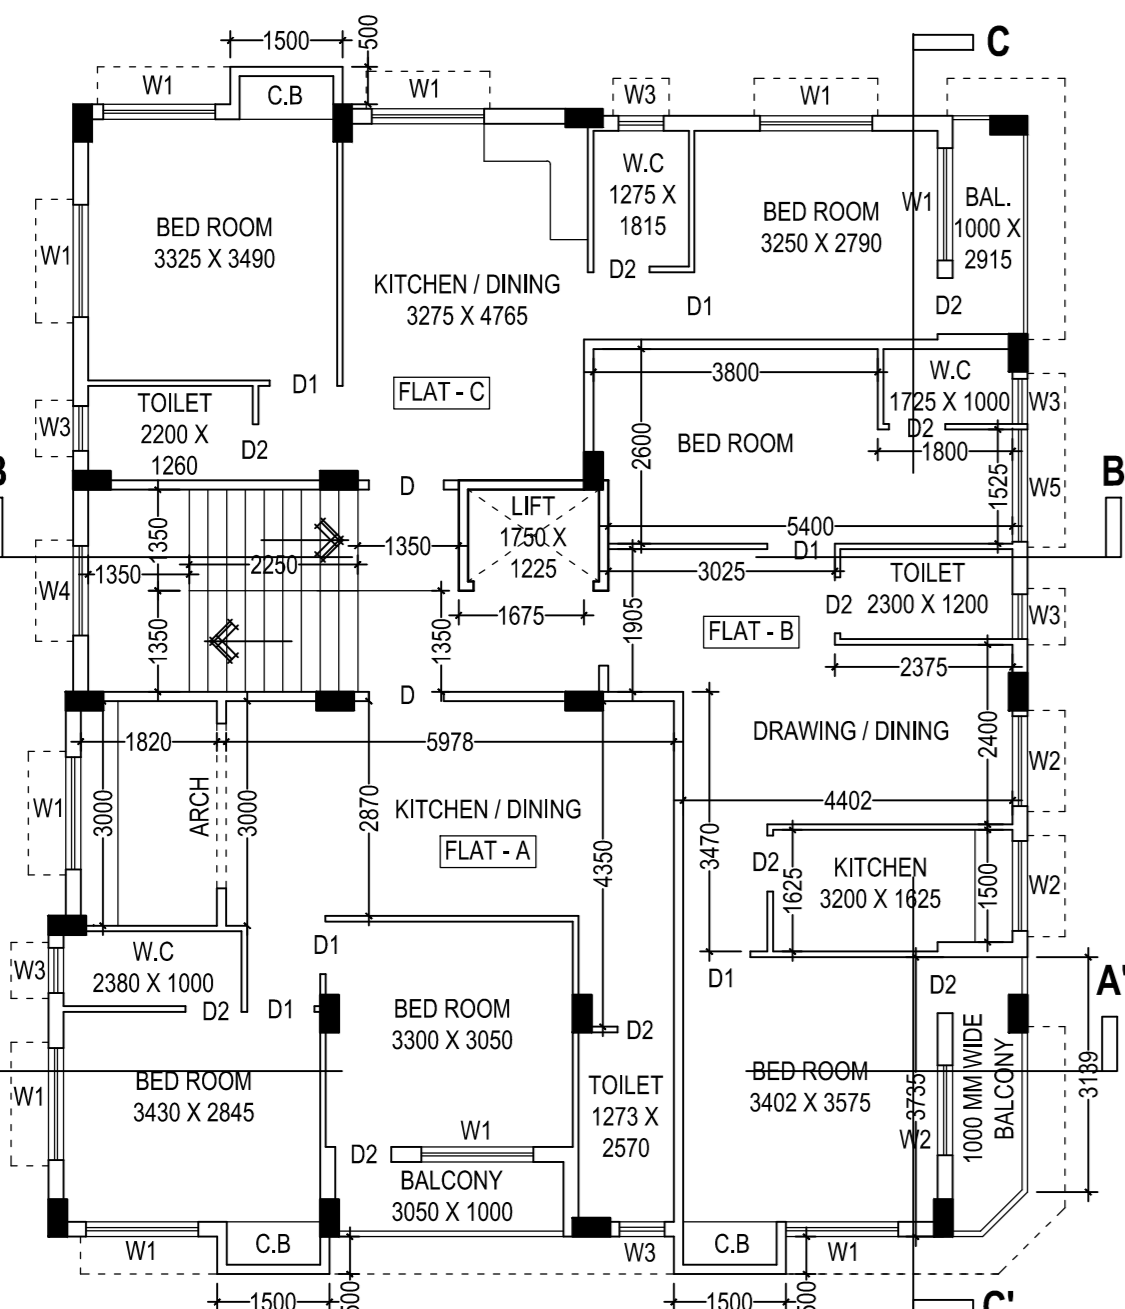 1500
500
C
W1
C.B
W1
W3
W1
W.C
1275 X
1815
BED ROOM
3325 X 3490
BED ROOM
3250 X 2790
W1
BAL.
1000 X
2915
W1
KITCHEN / DINING
3275 X 4765
D2
D1
D2
D1
FLAT - C
3800
W.C
1725 X 1000
W3
TOILET
2200 X
1260
W3
D2
BED ROOM
2600
D2
1800
B
D
LIFT
1750 X
1225
1525
W5
B
1350
5400
1350
2250
1350
D1
3025
TOILET
2300 X 1200
W4
1350
1675
1350
1905
D2
W3
FLAT - B
2375
D
DRAWING / DINING
2400
W2
1820
5978
W1
3000
ARCH
3000
2870
KITCHEN / DINING
FLAT - A
4350
4402
3470
D2
1625
KITCHEN
3200 X 1625
1500
W2
W.C
2380 X 1000
W3
D1
D2
D1
BED ROOM
3300 X 3050
D2
D1
D2
A'
BED ROOM
3430 X 2845
W1
TOILET
1273 X
2570
BED ROOM
3402 X 3575
3735
W2
1000 MM WIDE
BALCONY
3139
W1
D2
BALCONY
3050 X 1000
W1
C.B
W3
C.B
W1
1500
500
1500
500
C'